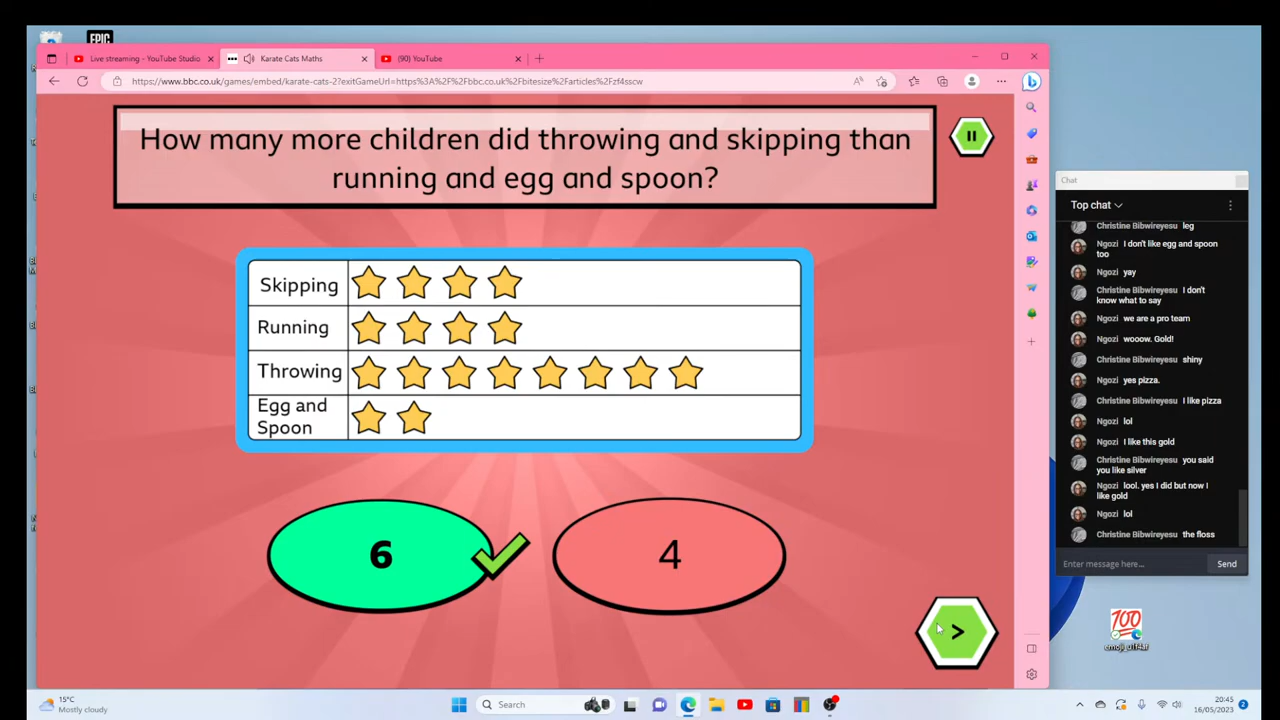 EPIC
Live streaming - YouTube Studio
Karate Cats Maths
(90) YouTube
https://www.bbc.co.uk/games/embed/karate-cats-2?exitGameUrl=https%3A%2F%2Fbbc.co.uk%2Fbitesize%2Farticles%2Fzf4sscw
How many more children did throwing and skipping than
running and egg and spoon?
Skipping
Running
Throwing
Egg and
Spoon
6
4
>
Chat
Top chat
Christine Bibwireyesu leg
Ngozi I don't like egg and spoon
too
Ngozi yay
Christine Bibwireyesu I don't
know what to say
Ngozi we are a pro team
Ngozi wooow. Gold!
Christine Bibwireyesu shiny
Ngozi yes pizza.
Christine Bibwireyesu I like pizza
Ngozi lol
Ngozi I like this gold
Christine Bibwireyesu you said
you like silver
Ngozi lool. yes I did but now I
like gold
Ngozi lol
Christine Bibwireyesu the floss
Enter message here...
Send
100
emoji_u1f4af
15°C
Mostly cloudy
Search
20:45
16/05/2023
2